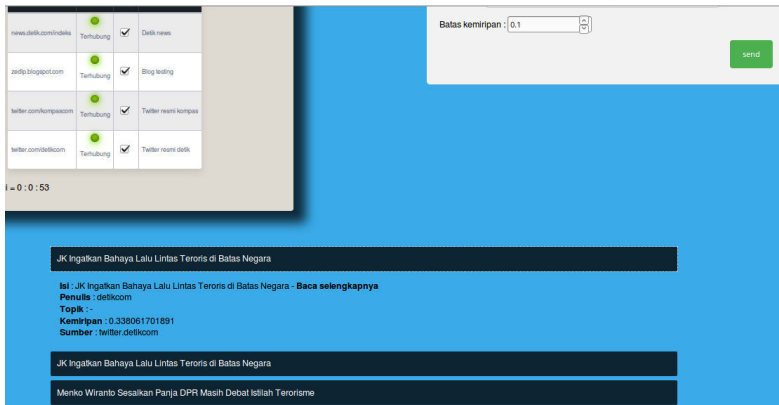 news.detik.com/indeks Terhubung Detik news
zedlip.blogspot.com Terhubung Blog testing
twitter.com/kompascom Terhubung Twitter resmi kompas
twitter.com/detikcom Terhubung Twitter resmi detik
i = 0 : 0 : 53
Batas kemiripan : 0.1
send
JK Ingatkan Bahaya Lalu Lintas Teroris di Batas Negara
Isi : JK Ingatkan Bahaya Lalu Lintas Teroris di Batas Negara - Baca selengkapnya
Penulis : detikcom
Topik : -
Kemiripan : 0.338061701891
Sumber : twitter.detikcom
JK Ingatkan Bahaya Lalu Lintas Teroris di Batas Negara
Menko Wiranto Sesalkan Panja DPR Masih Debat Istilah Terorisme